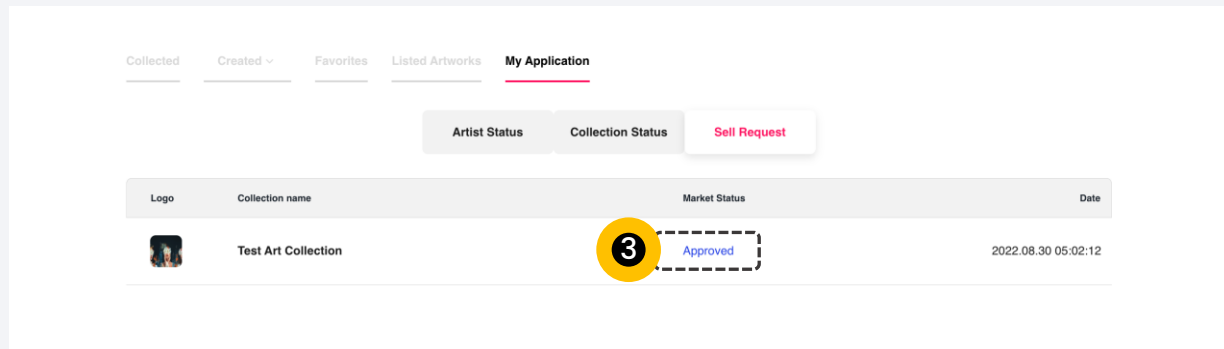 Collected Created Favorites Listed Artworks My Application
Artist Status Collection Status Sell Request
Logo Collection name Market Status Date
Test Art Collection 3 Approved 2022.08.30 05:02:12